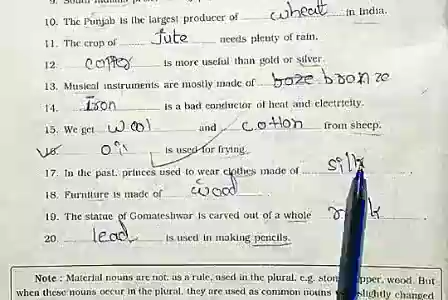 10. The Punjab is the largest producer of wheat in India.
11. The crop of Jute needs plenty of rain.
12. is more useful than gold or silver.
13. Musical instruments are mostly made of boze bronze
14. Iron is a bad conductor of heat and electricity.
15. We get wool and cotton from sheep.
16. oil is used for frying.
17. In the past, princes used to wear clothes made of silk
18. Furniture is made of wood
19. The statue of Gomateshwar is carved out of a whole
20. lead is used in making pencils.
Note : Material nouns are not, as a rule, used in the plural, e.g. wood. But
when these nouns occur in the plural, they are used as common nouns slightly changed